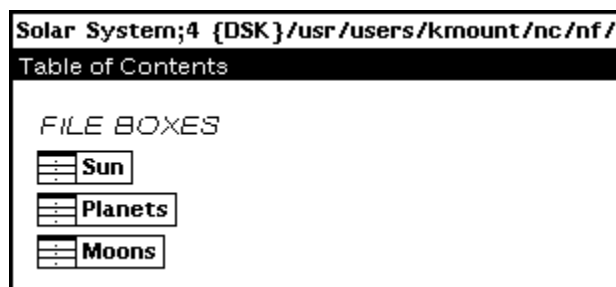 Solar System;4 {DSK}/usr/users/kmount/nc/nf/
Table of Contents
FILE BOXES
Sun
Planets
Moons